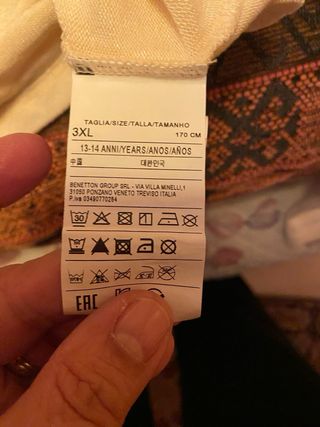 TAGLIA/SIZE/TALLA/TAMANHO
3XL 170 CM
13-14 ANNI/YEARS/ANOS/AÑOS
中国 대한민국
BENETTON GROUP SRL - VIA VILLA MINELLI,1
31050 PONZANO VENETO TREVISO ITALIA
P.Iva 03490770264
30
EAC